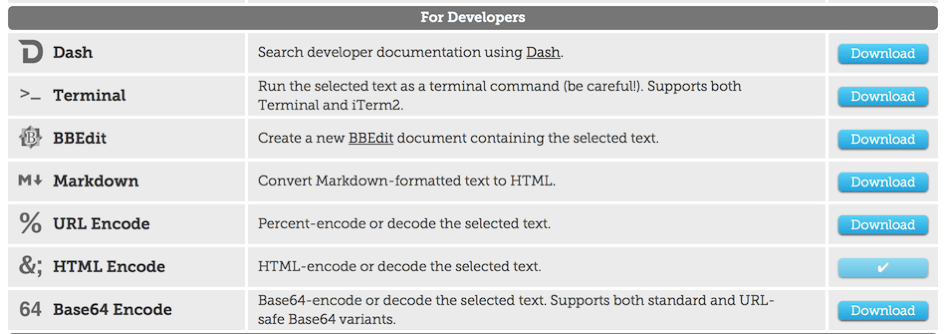 For Developers
Dash
Search developer documentation using Dash.
Download
>_ Terminal
Run the selected text as a terminal command (be careful!). Supports both
Terminal and iTerm2.
Download
B BBEdit
Create a new BBEdit document containing the selected text.
Download
M↓ Markdown
Convert Markdown-formatted text to HTML.
Download
% URL Encode
Percent-encode or decode the selected text.
Download
&; HTML Encode
HTML-encode or decode the selected text.
✔
64 Base64 Encode
Base64-encode or decode the selected text. Supports both standard and URL-
safe Base64 variants.
Download